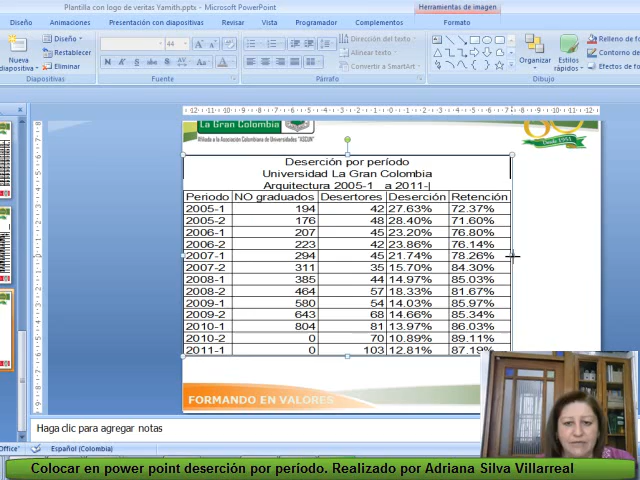 Plantilla con logo de veritas Yamith.pptx - Microsoft PowerPoint
Herramientas de imagen
Diseño Animaciones Presentación con diapositivas Revisar Vista Programador Complementos Formato
Nueva diapositiva
Diseño
Restablecer
Eliminar
Diapositivas
Fuente
Dirección del texto
Alinear texto
Convertir a SmartArt
Párrafo
Organizar
Estilos rápidos
Relleno de fo
Contorno de
Efectos de fo
Dibujo
La Gran Colombia
Desde 1951
Deserción por período
Universidad La Gran Colombia
Arquitectura 2005-1 a 2011-
Periodo NO graduados Desertores Deserción Retención
2005-1 194 42 27.63% 72.37%
2005-2 176 48 28.40% 71.60%
2006-1 207 45 23.20% 76.80%
2006-2 223 42 23.86% 76.14%
2007-1 294 45 21.74% 78.26%
2007-2 311 35 15.70% 84.30%
2008-1 385 44 14.97% 85.03%
2008-2 464 57 18.33% 81.67%
2009-1 580 54 14.03% 85.97%
2009-2 643 68 14.66% 85.34%
2010-1 804 81 13.97% 86.03%
2010-2 0 70 10.89% 89.11%
2011-1 0 103 12.81% 87.19%
FORMANDO EN VALORES
Haga clic para agregar notas
Office" Español (Colombia)
Colocar en power point deserción por período. Realizado por Adriana Silva Villarreal